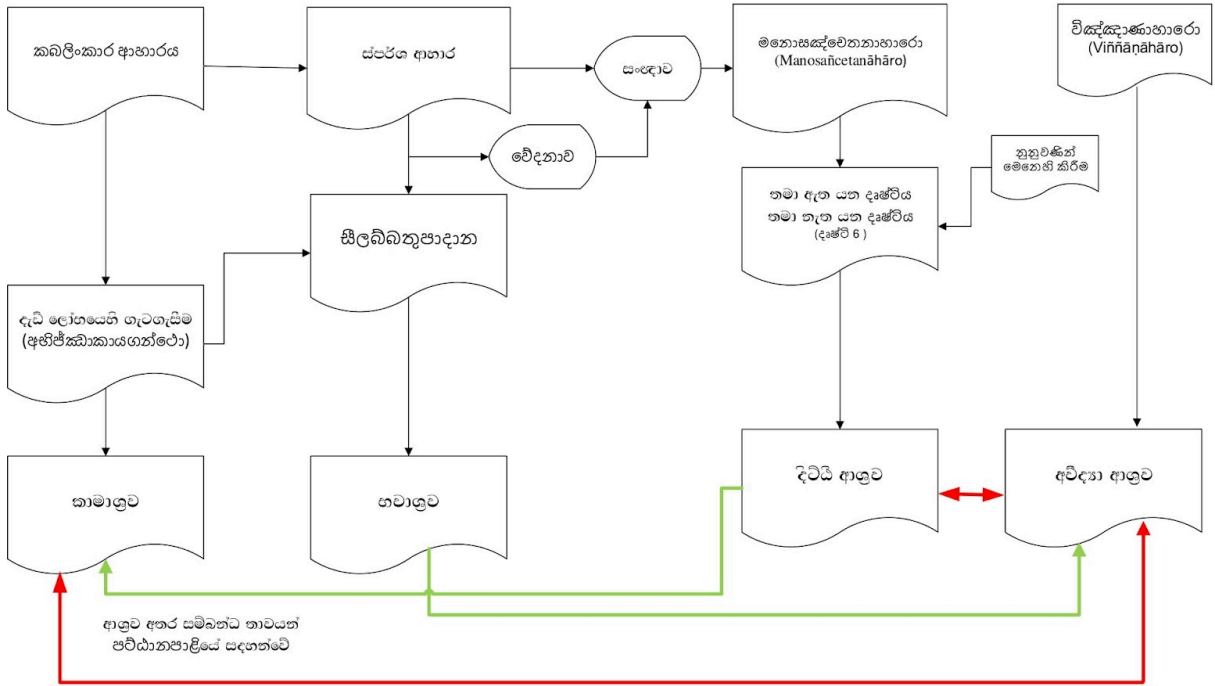 කබලිංකාර ආහාරය
ස්පර්ශ ආහාර
සංඥාව
මනොසඤ්චෙතනාහාරො
(Manosañcetanāhāro)
විඤ්ඤාණාහාරො
(Viññāṇāhāro)
වේදනාව
නුනුවණින්
මෙනෙහි කිරීම
තමා ඇත යන දෘෂ්ටිය
තමා නැත යන දෘෂ්ටිය
(දෘෂ්ටි 6 )
සීලබ්බතුපාදාන
දැඩි ලෝභයෙහි ගැටගැසීම
(අභිජ්ඣාකායගන්ථො)
කාමාශ්‍රව
භවාශ්‍රව
දිට්ඨි ආශ්‍රව
අවිද්‍යා ආශ්‍රව
ආශ්‍රව අතර සම්බන්ධ තාවයන්
පට්ඨානපාළියේ සදහන්වේ